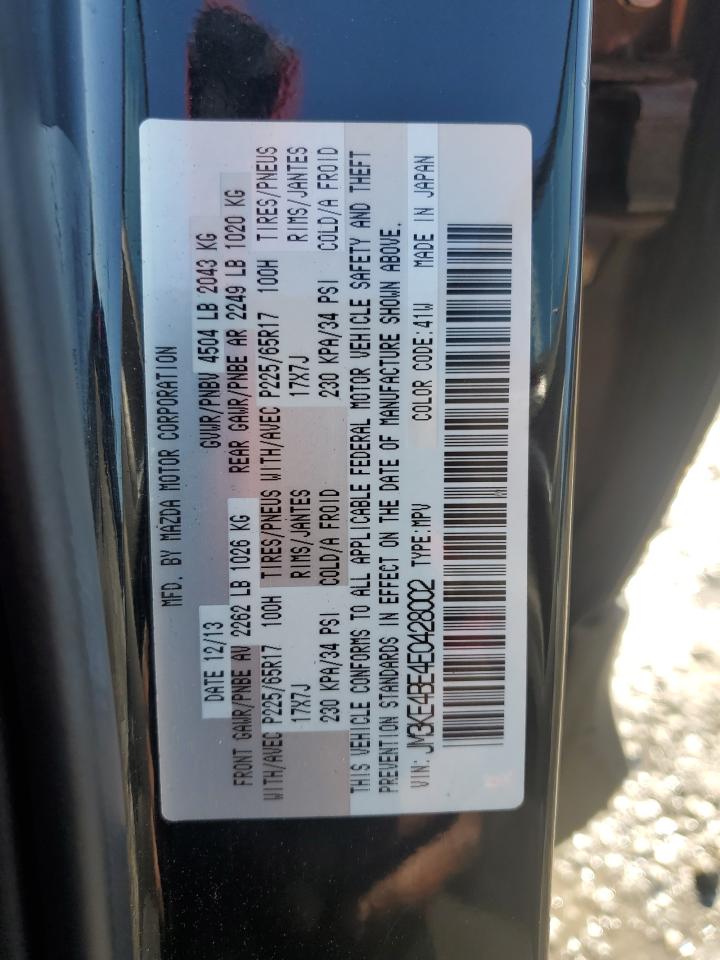 MFD. BY MAZDA MOTOR CORPORATION
DATE 12/13 GVWR/PNBV 4504 LB 2043 KG
FRONT GAWR/PNBE AV 2262 LB 1026 KG REAR GAWR/PNBE AR 2249 LB 1020 KG
WITH/AVEC P225/65R17 100H TIRES/PNEUS WITH/AVEC P225/65R17 100H TIRES/PNEUS
17X7J RIMS/JANTES 17X7J RIMS/JANTES
230 KPA/34 PSI COLD/A FROID 230 KPA/34 PSI COLD/A FROID
THIS VEHICLE CONFORMS TO ALL APPLICABLE FEDERAL MOTOR VEHICLE SAFETY AND THEFT
PREVENTION STANDARDS IN EFFECT ON THE DATE OF MANUFACTURE SHOWN ABOVE.
VIN: JM3KE4BE4E0428002 TYPE:MPV COLOR CODE:41W MADE IN JAPAN